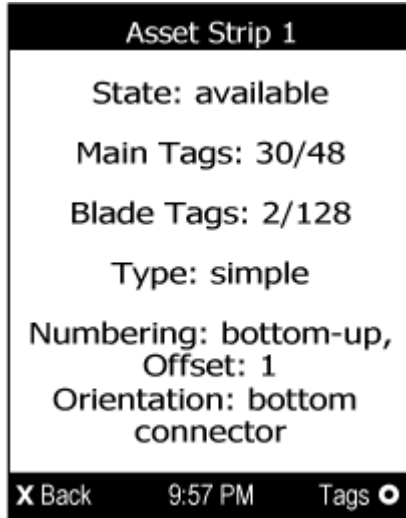 Asset Strip 1
State: available
Main Tags: 30/48
Blade Tags: 2/128
Type: simple
Numbering: bottom-up,
Offset: 1
Orientation: bottom
connector
X Back 9:57 PM Tags O